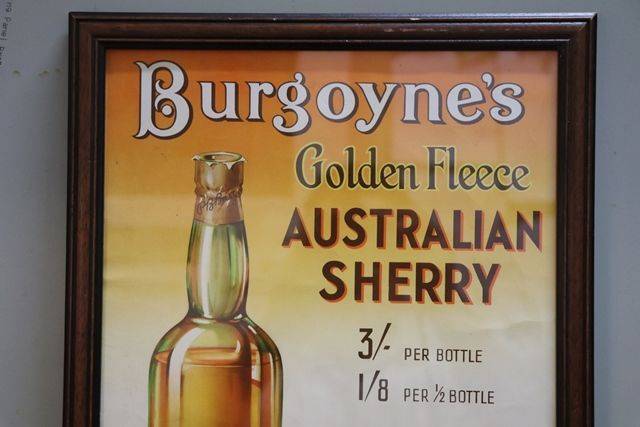 Burgoyne's
Golden Fleece
AUSTRALIAN
SHERRY
3/- PER BOTTLE
1/8 PER ½ BOTTLE